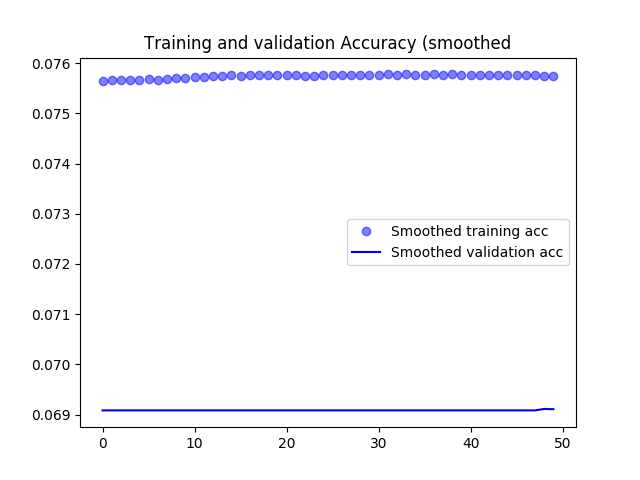 Training and validation Accuracy (smoothed
0.076
0.075
0.074
0.073
0.072
0.071
0.070
0.069
Smoothed training acc
Smoothed validation acc
0 10 20 30 40 50